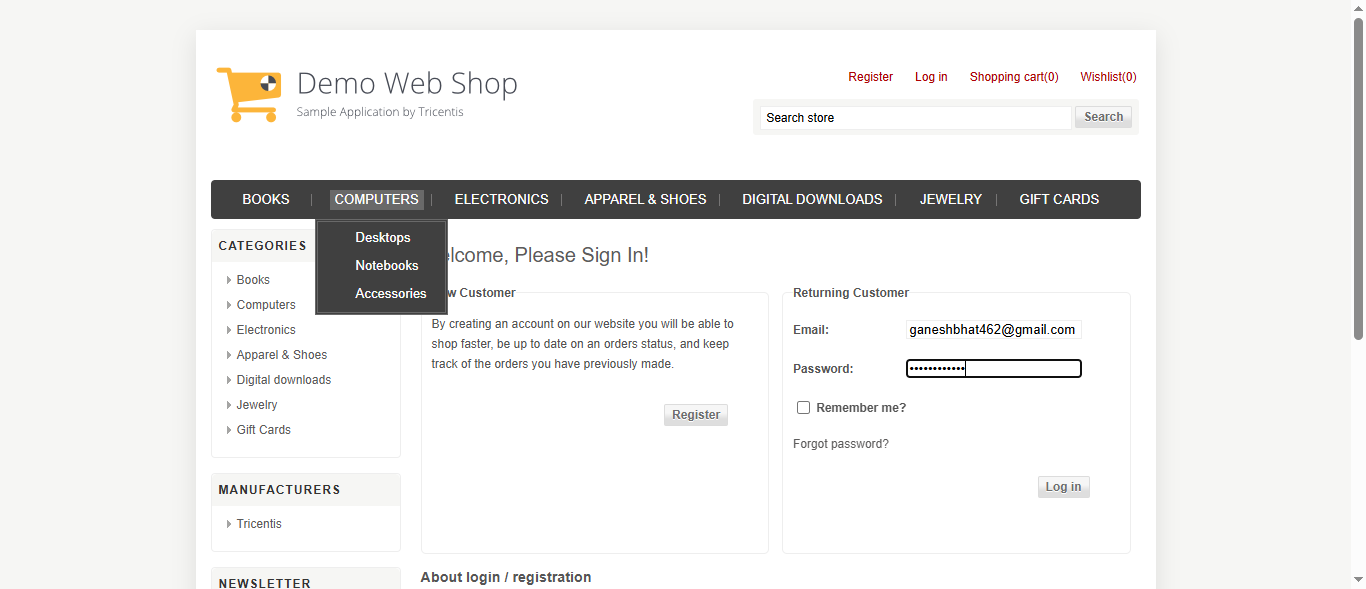 Demo Web Shop
Sample Application by Tricentis
Register Log in Shopping cart(0) Wishlist(0)
Search store Search
BOOKS COMPUTERS ELECTRONICS APPAREL & SHOES DIGITAL DOWNLOADS JEWELRY GIFT CARDS
Desktops
Notebooks
Accessories
CATEGORIES
Books
Computers
Electronics
Apparel & Shoes
Digital downloads
Jewelry
Gift Cards
MANUFACTURERS
Tricentis
NEWSLETTER
lcome, Please Sign In!
w Customer
By creating an account on our website you will be able to
shop faster, be up to date on an orders status, and keep
track of the orders you have previously made.
Register
Returning Customer
Email: ganeshbhat462@gmail.com
Password: ••••••••••••
Remember me?
Forgot password?
Log in
About login / registration